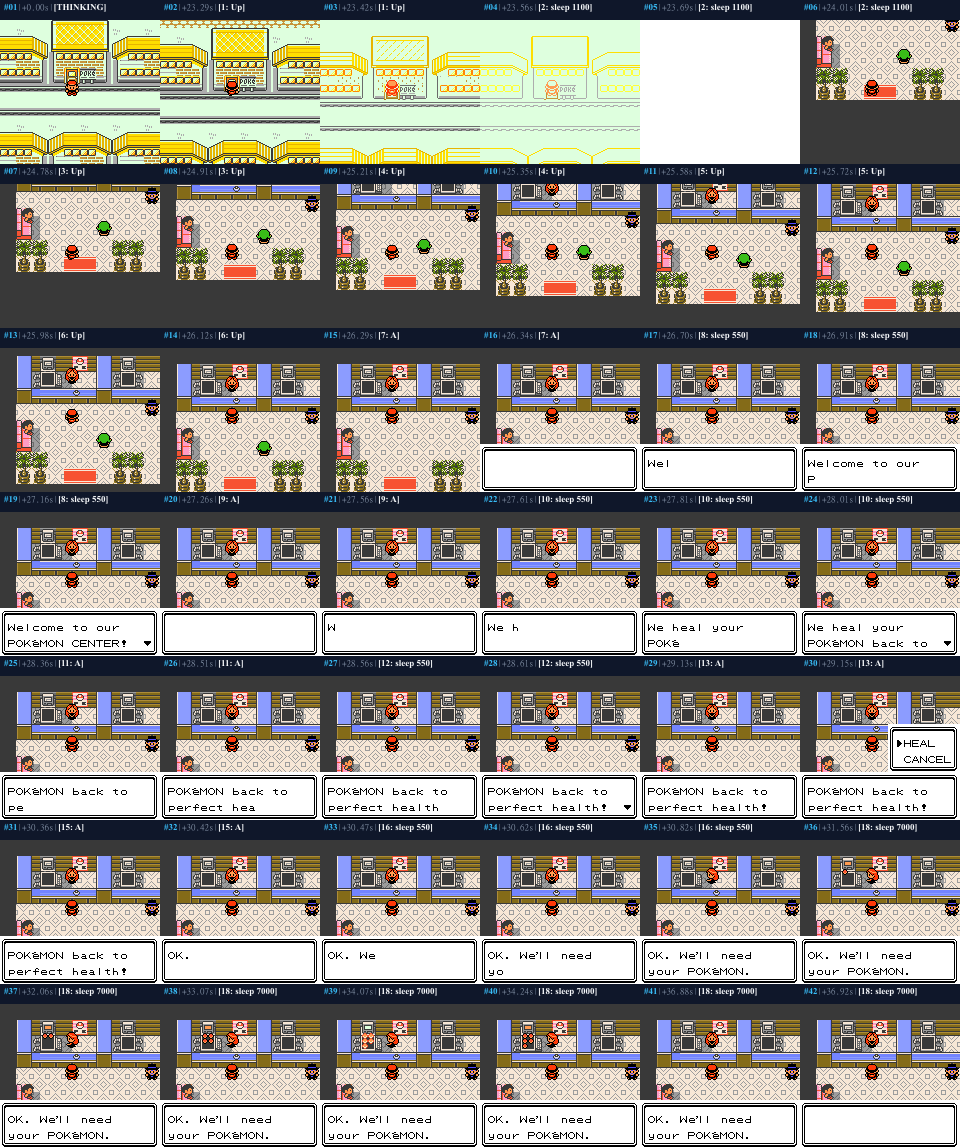 #01 | +0.00s | [THINKING]
#02 | +23.29s | [1: Up]
#03 | +23.42s | [1: Up]
#04 | +23.56s | [2: sleep 1100]
#05 | +23.69s | [2: sleep 1100]
#06 | +24.01s | [2: sleep 1100]
POKé
POKé
POKé
POKé
#07 | +24.78s | [3: Up]
#08 | +24.91s | [3: Up]
#09 | +25.21s | [4: Up]
#10 | +25.35s | [4: Up]
#11 | +25.58s | [5: Up]
#12 | +25.72s | [5: Up]
#13 | +25.98s | [6: Up]
#14 | +26.12s | [6: Up]
#15 | +26.29s | [7: A]
#16 | +26.34s | [7: A]
#17 | +26.70s | [8: sleep 550]
#18 | +26.91s | [8: sleep 550]
Wel
Welcome to our
P
#19 | +27.16s | [8: sleep 550]
#20 | +27.26s | [9: A]
#21 | +27.56s | [9: A]
#22 | +27.61s | [10: sleep 550]
#23 | +27.81s | [10: sleep 550]
#24 | +28.01s | [10: sleep 550]
Welcome to our
POKéMON CENTER!
W
We h
We heal your
POKé
We heal your
POKéMON back to
#25 | +28.36s | [11: A]
#26 | +28.51s | [11: A]
#27 | +28.56s | [12: sleep 550]
#28 | +28.61s | [12: sleep 550]
#29 | +29.13s | [13: A]
#30 | +29.15s | [13: A]
POKéMON back to
pe
POKéMON back to
perfect hea
POKéMON back to
perfect health
POKéMON back to
perfect health!
POKéMON back to
perfect health!
HEAL
CANCEL
POKéMON back to
perfect health!
#31 | +30.36s | [15: A]
#32 | +30.42s | [15: A]
#33 | +30.47s | [16: sleep 550]
#34 | +30.62s | [16: sleep 550]
#35 | +30.82s | [16: sleep 550]
#36 | +31.56s | [18: sleep 7000]
POKéMON back to
perfect health!
OK.
OK. We
OK. We'll need
yo
OK. We'll need
your POKéMON.
OK. We'll need
your POKéMON.
#37 | +32.06s | [18: sleep 7000]
#38 | +33.07s | [18: sleep 7000]
#39 | +34.07s | [18: sleep 7000]
#40 | +34.24s | [18: sleep 7000]
#41 | +36.88s | [18: sleep 7000]
#42 | +36.92s | [18: sleep 7000]
OK. We'll need
your POKéMON.
OK. We'll need
your POKéMON.
OK. We'll need
your POKéMON.
OK. We'll need
your POKéMON.
OK. We'll need
your POKéMON.